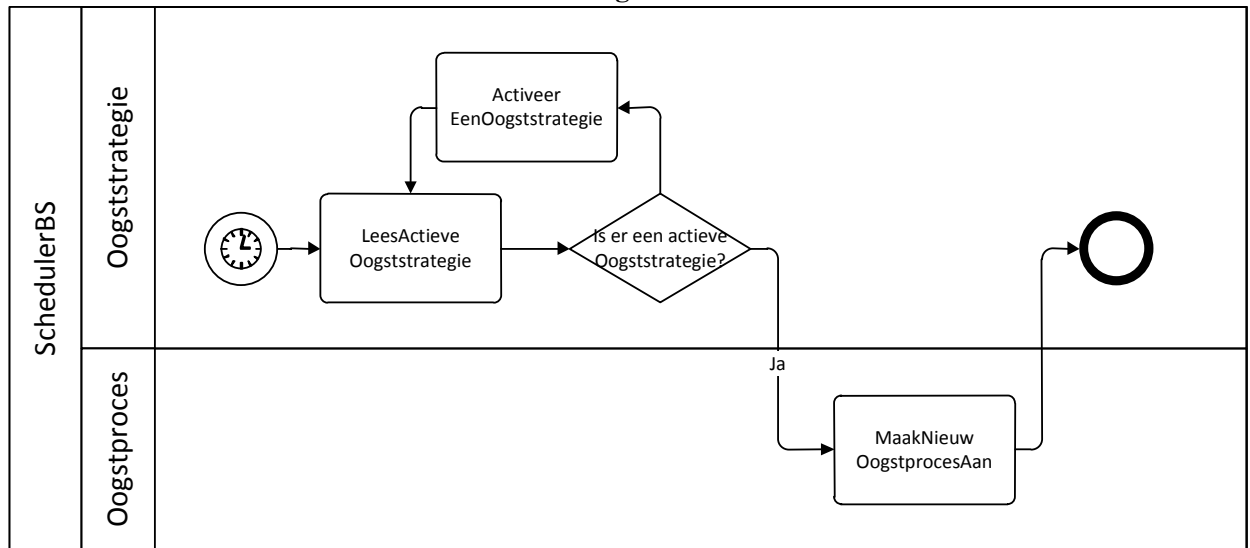 SchedulerBS
Oogststrategie
Activeer
EenOogststrategie
LeesActieve
Oogststrategie
Is er een actieve
Oogststrategie?
Ja
Oogstproces
MaakNieuw
OogstprocesAan